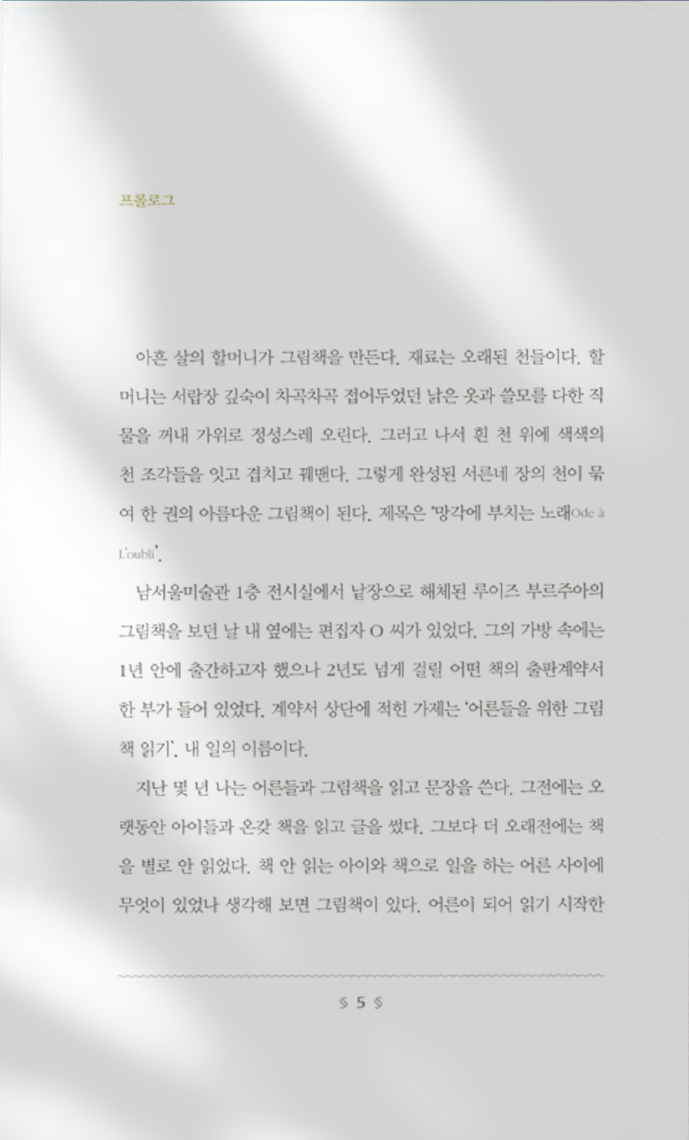 프롤로그
아흔 살의 할머니가 그림책을 만든다. 재료는 오래된 천들이다. 할
머니는 서랍장 깊숙이 차곡차곡 접어두었던 낡은 옷과 쓸모를 다한 직
물을 꺼내 가위로 정성스레 오린다. 그러고 나서 흰 천 위에 색색의
천 조각들을 잇고 겹치고 꿰맨다. 그렇게 완성된 서른네 장의 천이 묶
여 한 권의 아름다운 그림책이 된다. 제목은 ‘망각에 부치는 노래Ode à
L'oubli’.
남서울미술관 1층 전시실에서 낱장으로 해체된 루이즈 부르주아의
그림책을 보던 날 내 옆에는 편집자 O 씨가 있었다. 그의 가방 속에는
1년 안에 출간하고자 했으나 2년도 넘게 걸릴 어떤 책의 출판계약서
한 부가 들어 있었다. 계약서 상단에 적힌 가제는 ‘어른들을 위한 그림
책 읽기’. 내 일의 이름이다.
지난 몇 년 나는 어른들과 그림책을 읽고 문장을 쓴다. 그전에는 오
랫동안 아이들과 온갖 책을 읽고 글을 썼다. 그보다 더 오래전에는 책
을 별로 안 읽었다. 책 안 읽는 아이와 책으로 일을 하는 어른 사이에
무엇이 있었나 생각해 보면 그림책이 있다. 어른이 되어 읽기 시작한
§ 5 §